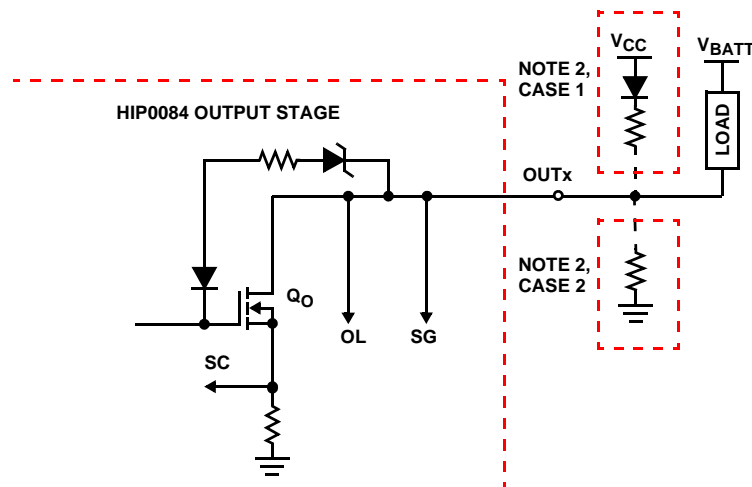 VCC
VBATT
NOTE 2,
CASE 1
HIP0084 OUTPUT STAGE
LOAD
OUTx
NOTE 2,
CASE 2
QO
OL
SG
SC